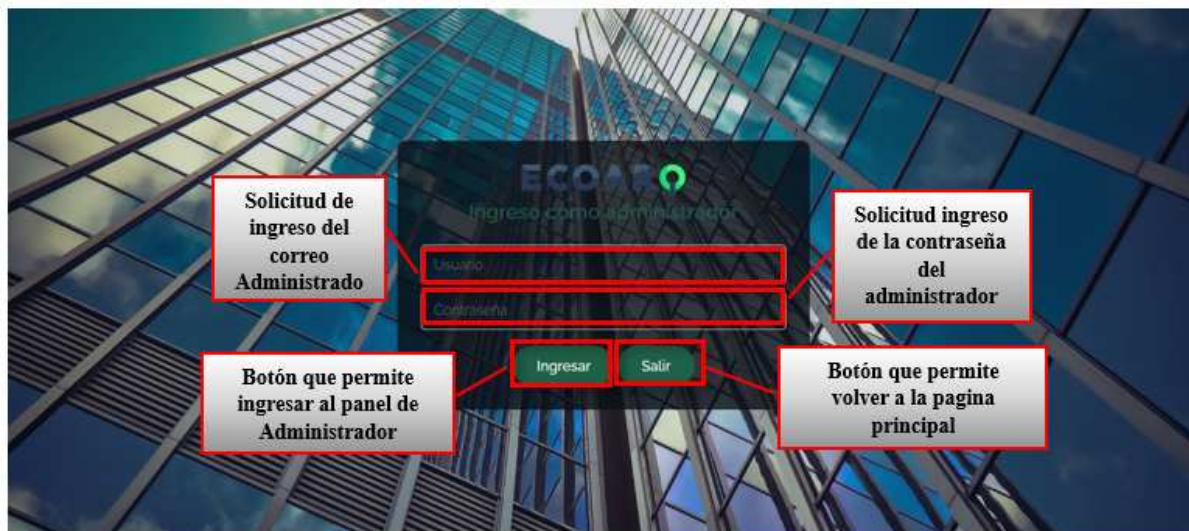 ECOAR
Ingreso como administrador
Solicitud de
ingreso del
correo
Administrado
Solicitud ingreso
de la contraseña
del
administrador
Usuario
Contraseña
Ingresar
Salir
Botón que permite
ingresar al panel de
Administrador
Botón que permite
volver a la pagina
principal